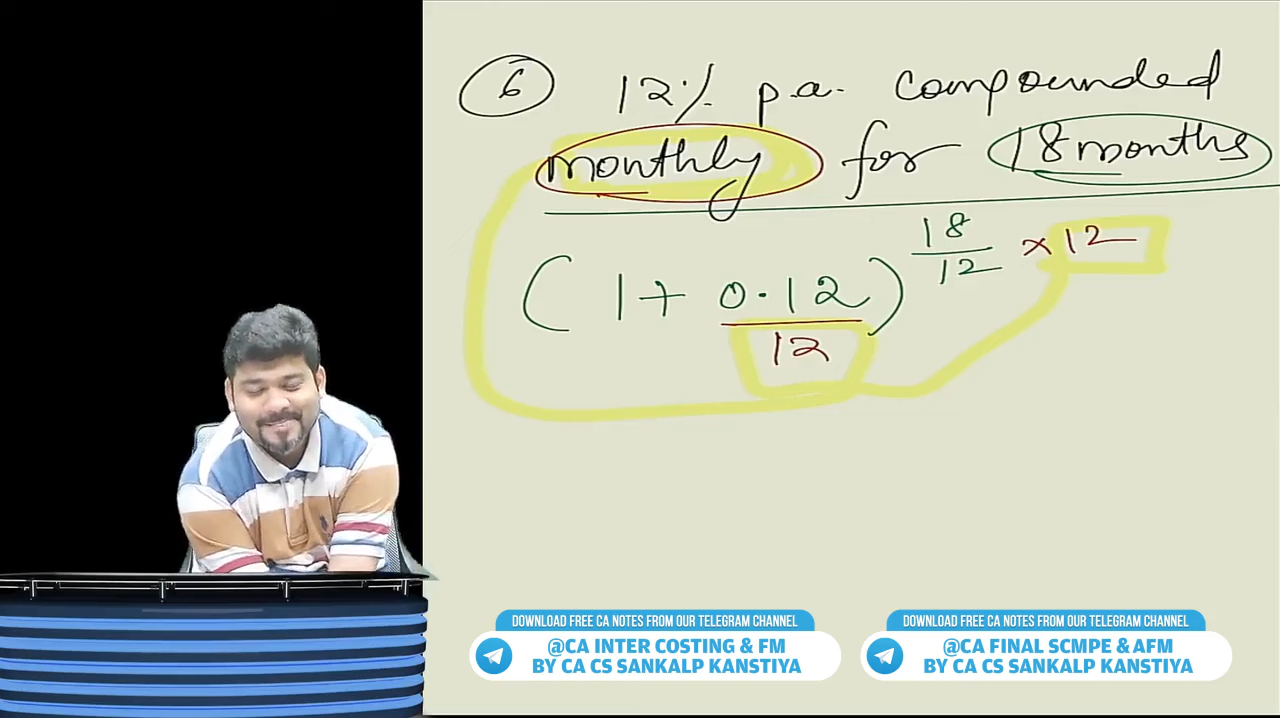 6 12% p.a. compounded
monthly for 18 months
(1 + 0.12/12)^18/12 × 12
DOWNLOAD FREE CA NOTES FROM OUR TELEGRAM CHANNEL
@CA INTER COSTING & FM
BY CA CS SANKALP KANSTIYA
DOWNLOAD FREE CA NOTES FROM OUR TELEGRAM CHANNEL
@CA FINAL SCMPE & AFM
BY CA CS SANKALP KANSTIYA